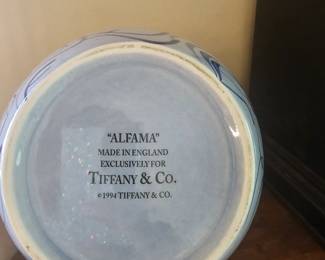 "ALFAMA"
MADE IN ENGLAND
EXCLUSIVELY FOR
TIFFANY & CO.
©1994 TIFFANY & CO.